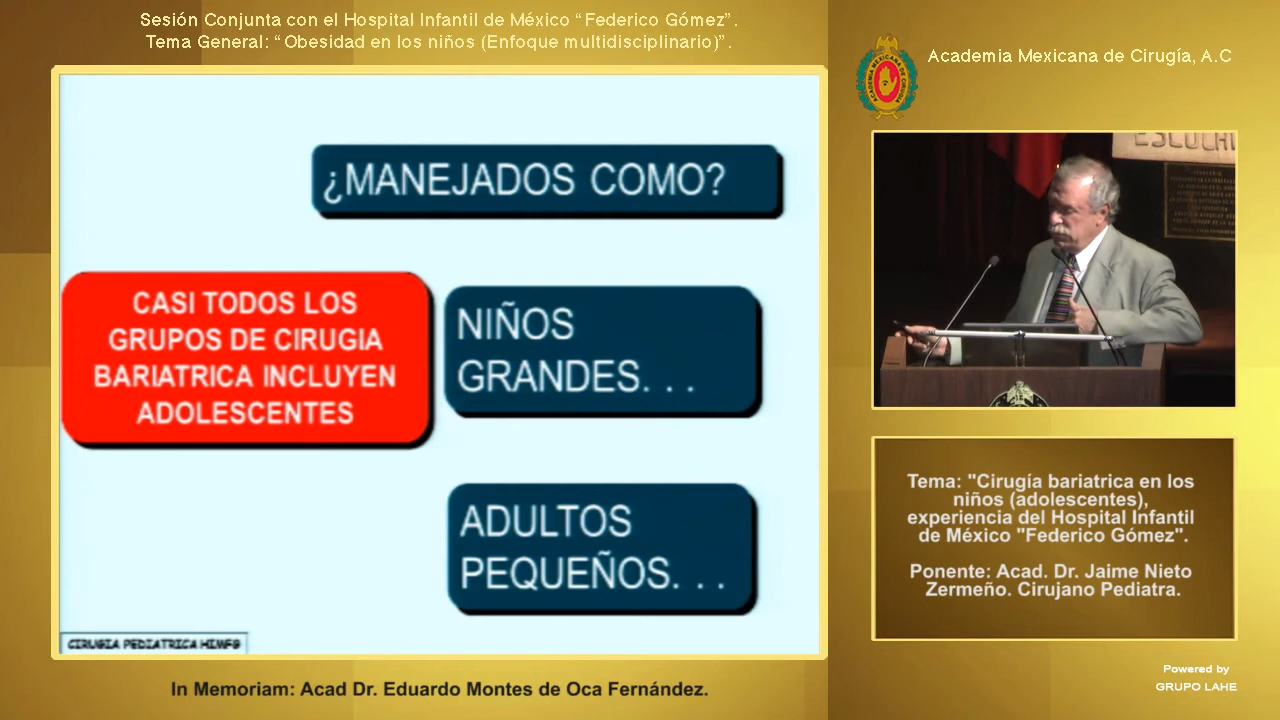 Sesión Conjunta con el Hospital Infantil de México “Federico Gómez”.
Tema General: “Obesidad en los niños (Enfoque multidisciplinario)”.
¿MANEJADOS COMO?
CASI TODOS LOS
GRUPOS DE CIRUGIA
BARIATRICA INCLUYEN
ADOLESCENTES
NIÑOS
GRANDES. . .
ADULTOS
PEQUEÑOS. . .
CIRUGIA PEDIATRICA HIMFG
In Memoriam: Acad Dr. Eduardo Montes de Oca Fernández.
Academia Mexicana de Cirugía, A.C
ACADEMIA MEXICANA DE CIRUGIA
Tema: "Cirugía bariatrica en los
niños (adolescentes),
experiencia del Hospital Infantil
de México "Federico Gómez".
Ponente: Acad. Dr. Jaime Nieto
Zermeño. Cirujano Pediatra.
Powered by
GRUPO LAHE